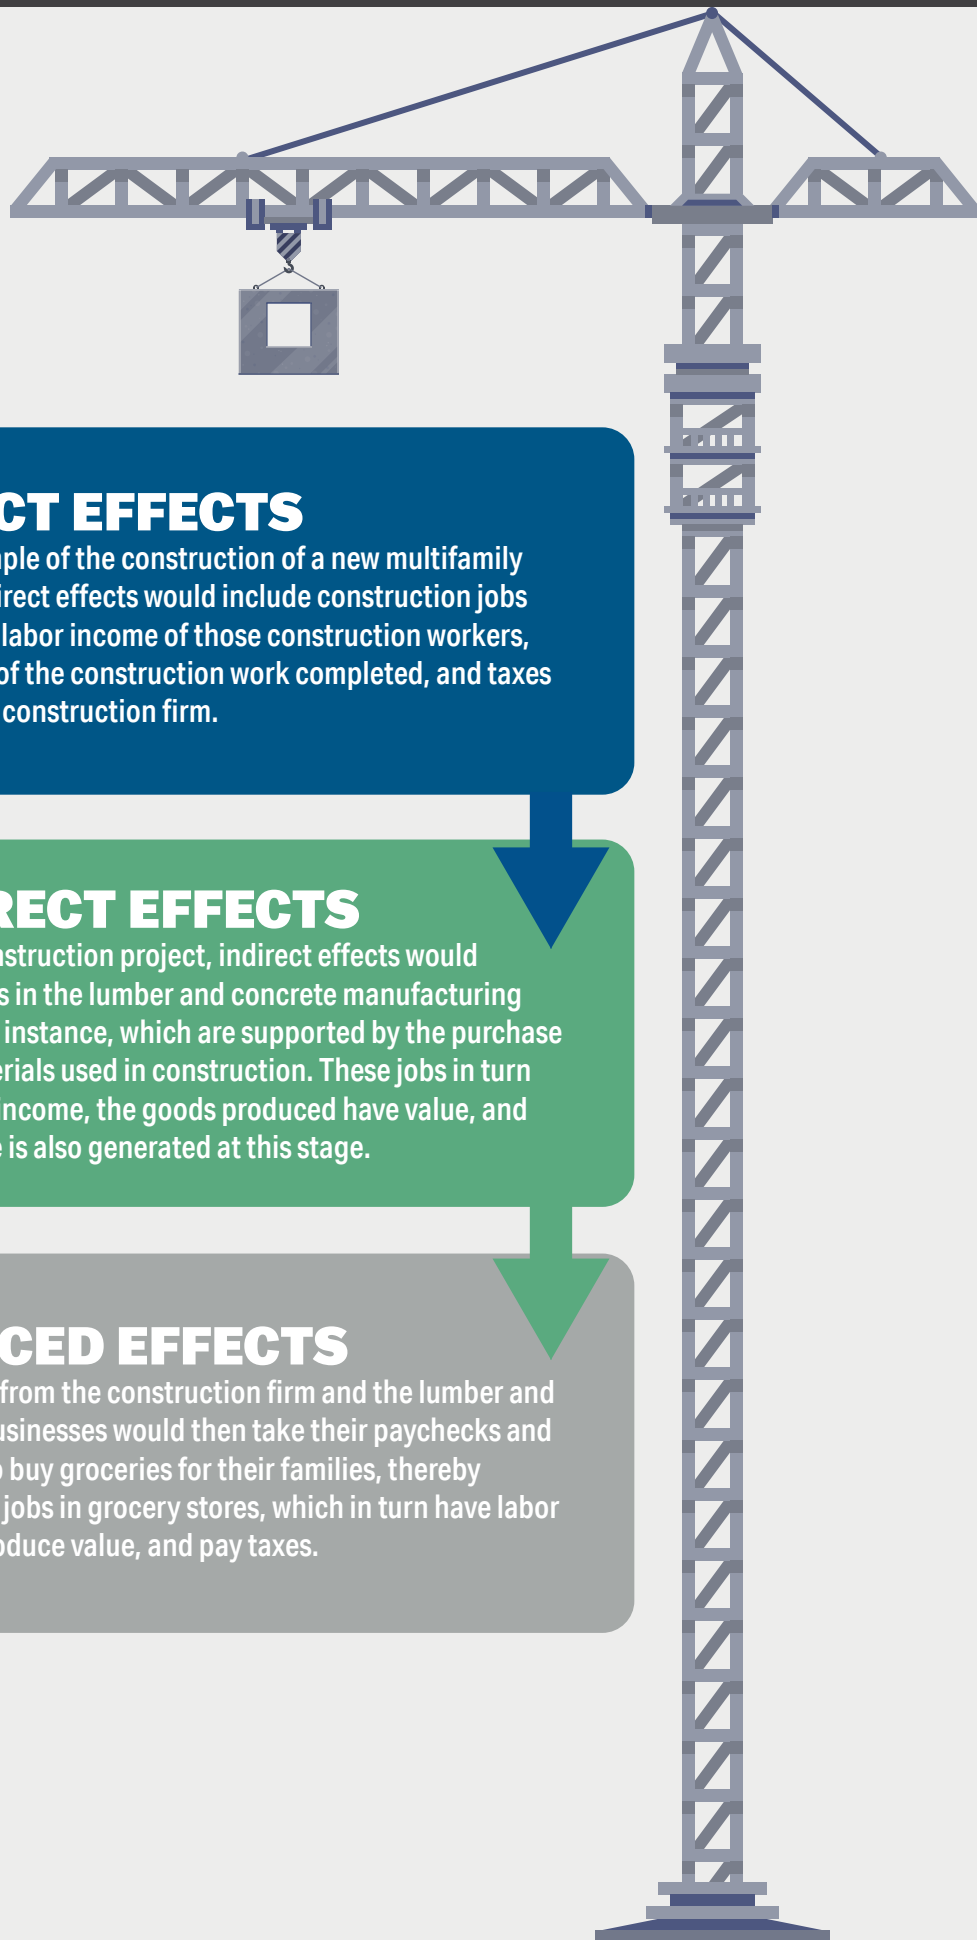 CT EFFECTS
ple of the construction of a new multifamily
irect effects would include construction jobs
labor income of those construction workers,
of the construction work completed, and taxes
construction firm.
RECT EFFECTS
nstruction project, indirect effects would
s in the lumber and concrete manufacturing
instance, which are supported by the purchase
erials used in construction. These jobs in turn
income, the goods produced have value, and
e is also generated at this stage.
CED EFFECTS
from the construction firm and the lumber and
usinesses would then take their paychecks and
o buy groceries for their families, thereby
jobs in grocery stores, which in turn have labor
oduce value, and pay taxes.